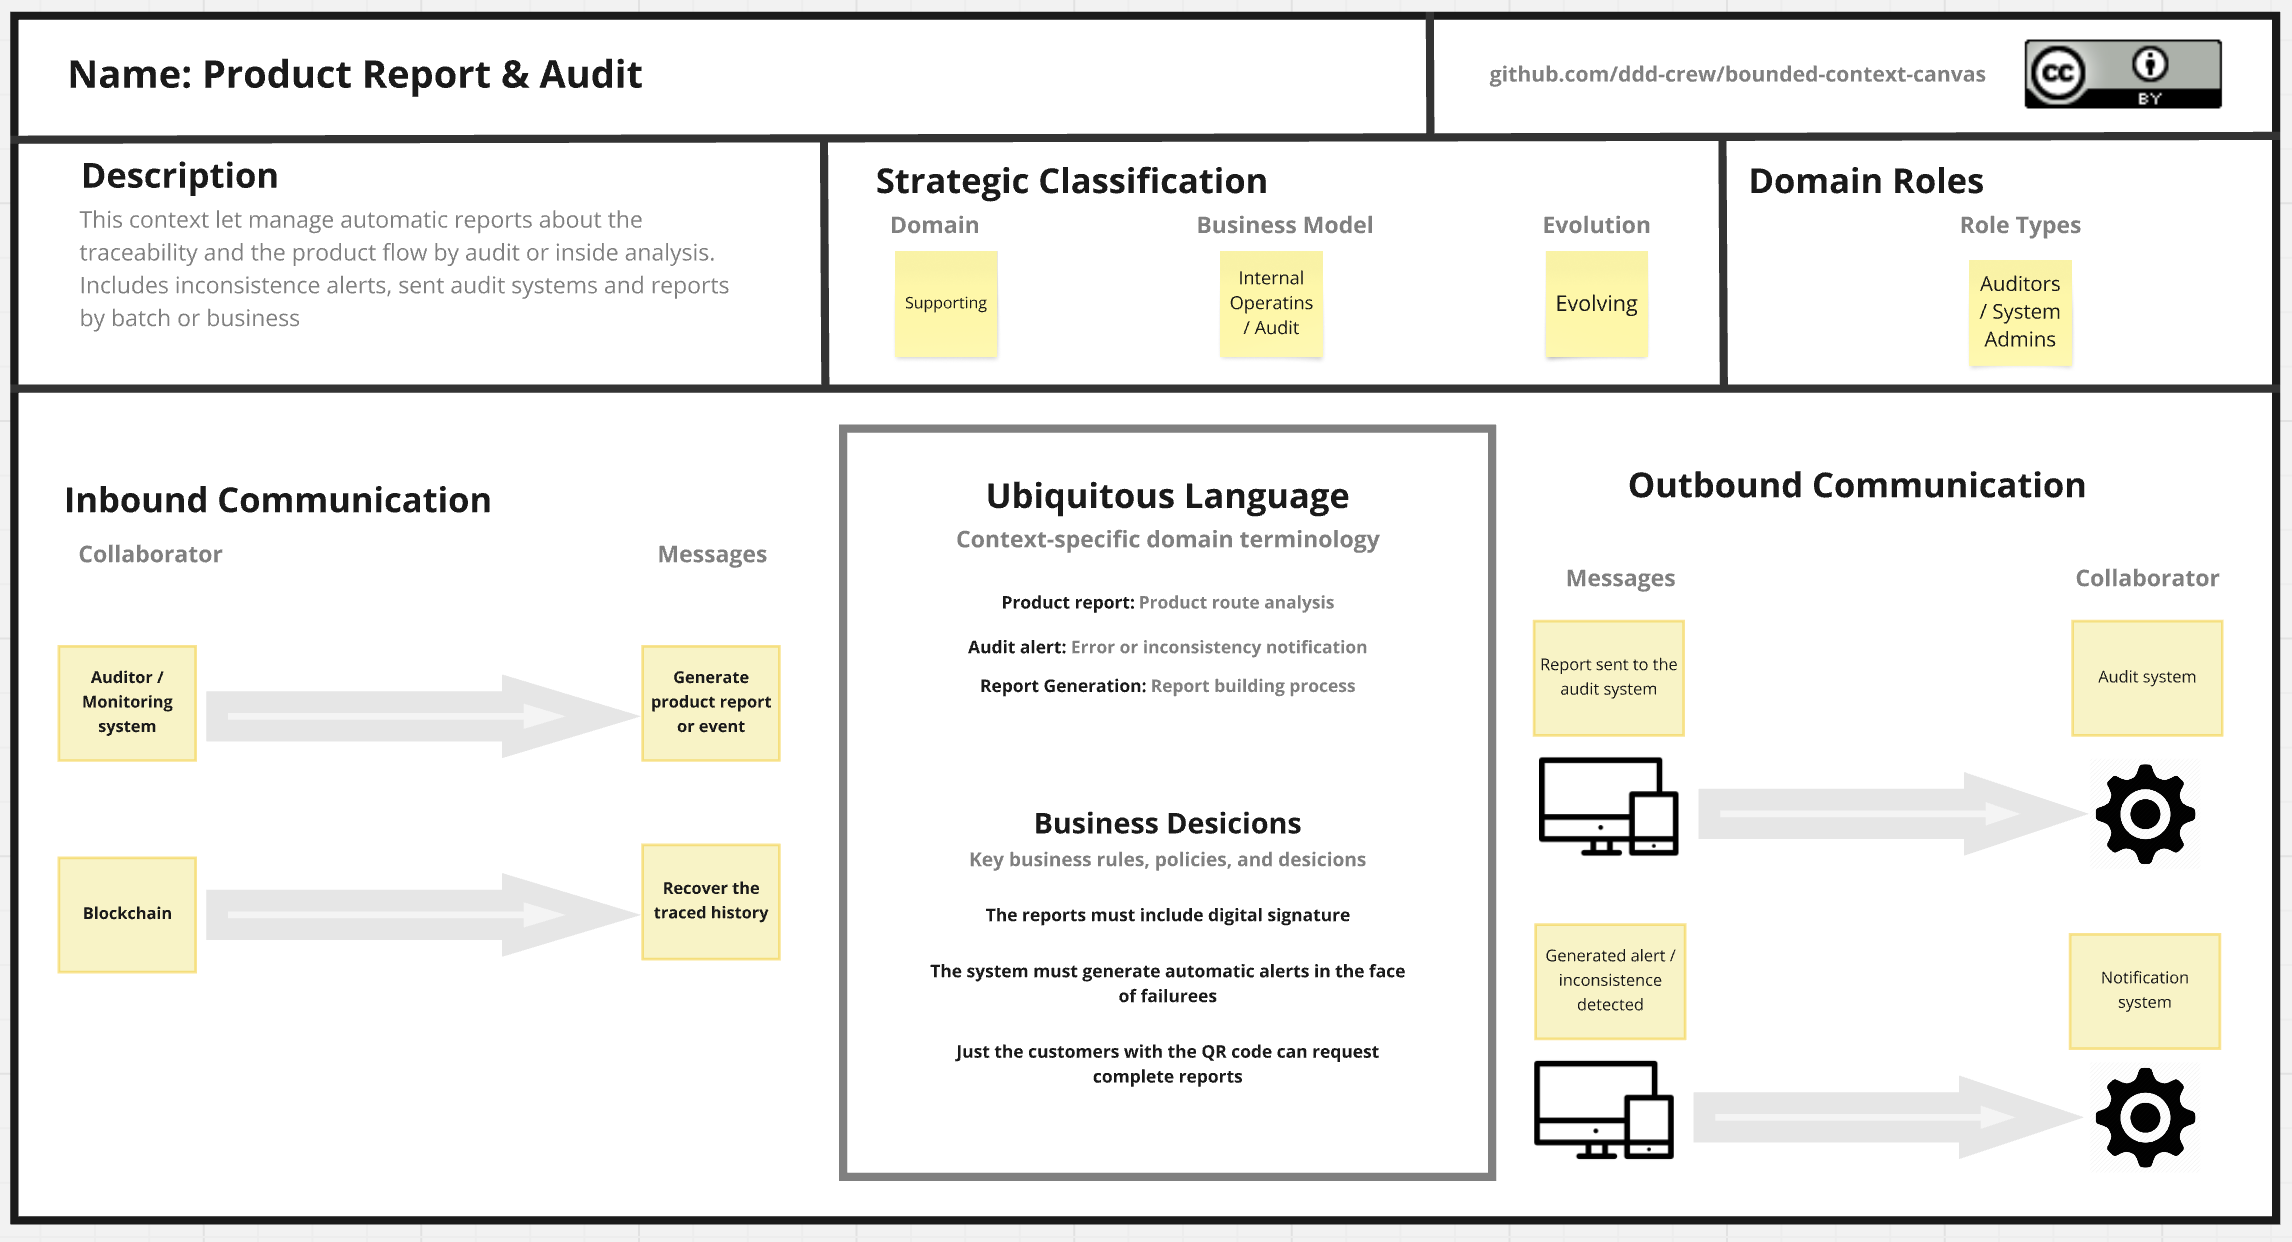 Name: Product Report & Audit
github.com/ddd-crew/bounded-context-canvas
cc
BY
Description
This context let manage automatic reports about the
traceability and the product flow by audit or inside analysis.
Includes inconsistence alerts, sent audit systems and reports
by batch or business
Strategic Classification
Domain
Supporting
Business Model
Internal
Operatins
/ Audit
Evolution
Evolving
Domain Roles
Role Types
Auditors
/ System
Admins
Inbound Communication
Collaborator
Messages
Auditor /
Monitoring
system
Generate
product report
or event
Blockchain
Recover the
traced history
Ubiquitous Language
Context-specific domain terminology
Product report: Product route analysis
Audit alert: Error or inconsistency notification
Report Generation: Report building process
Business Desicions
Key business rules, policies, and desicions
The reports must include digital signature
The system must generate automatic alerts in the face
of failurees
Just the customers with the QR code can request
complete reports
Outbound Communication
Messages
Collaborator
Report sent to the
audit system
Audit system
Generated alert /
inconsistence
detected
Notification
system